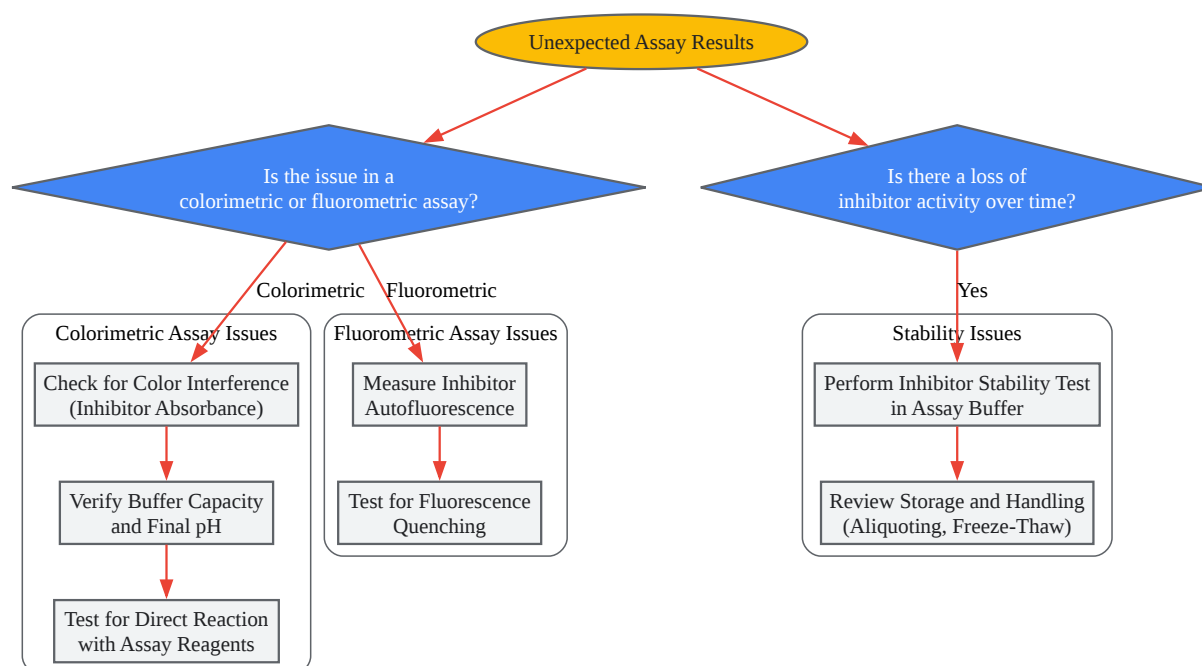 Unexpected Assay Results
Is the issue in a
colorimetric or fluorometric assay?
Is there a loss of
inhibitor activity over time?
Colorimetric
Fluorometric
Yes
Colorimetric Assay Issues
Check for Color Interference
(Inhibitor Absorbance)
Verify Buffer Capacity
and Final pH
Test for Direct Reaction
with Assay Reagents
Fluorometric Assay Issues
Measure Inhibitor
Autofluorescence
Test for Fluorescence
Quenching
Stability Issues
Perform Inhibitor Stability Test
in Assay Buffer
Review Storage and Handling
(Aliquoting, Freeze-Thaw)